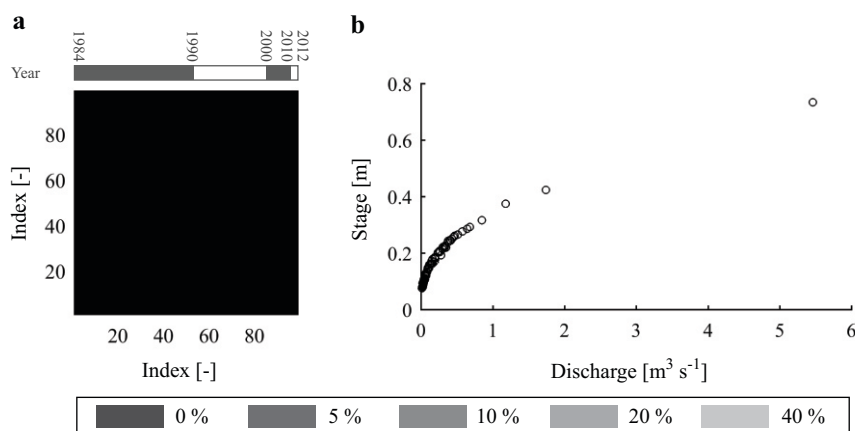 a
b
1984
1990
2000
2010
2012
Year
Index [-]
80
60
40
20
20 40 60 80
Index [-]
Stage [m]
0.8
0.6
0.4
0.2
0
0 1 2 3 4 5 6
Discharge [m³ s⁻¹]
0 % 5 % 10 % 20 % 40 %